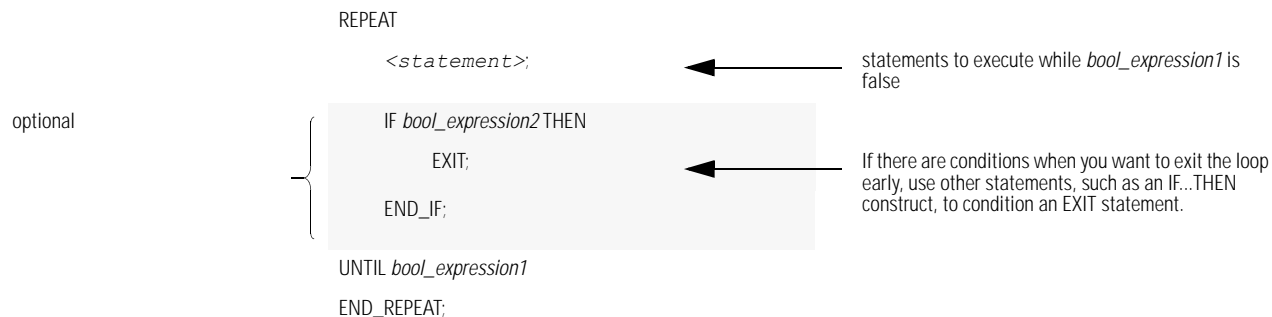 REPEAT
<statement>;
statements to execute while bool_expression1 is
false
optional
IF bool_expression2 THEN
EXIT;
END_IF;
If there are conditions when you want to exit the loop
early, use other statements, such as an IF...THEN
construct, to condition an EXIT statement.
UNTIL bool_expression1
END_REPEAT;